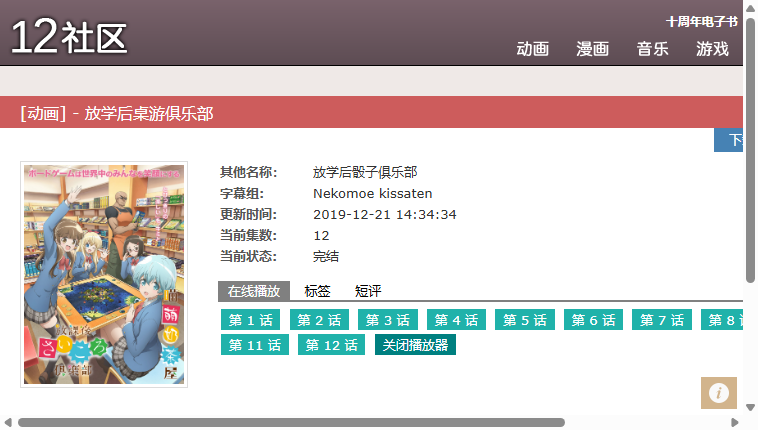 12社区
十周年电子书
动画 漫画 音乐 游戏
[动画] - 放学后桌游俱乐部
其他名称: 放学后骰子俱乐部
字幕组: Nekomoe kissaten
更新时间: 2019-12-21 14:34:34
当前集数: 12
当前状态: 完结
ボードゲームは世界中のみんなを笑顔にする
放課後
さいころ
倶楽部
萌
切
茶
屋
在线播放 标签 短评
第 1 话 第 2 话 第 3 话 第 4 话 第 5 话 第 6 话 第 7 话 第 8
第 11 话 第 12 话 关闭播放器
i